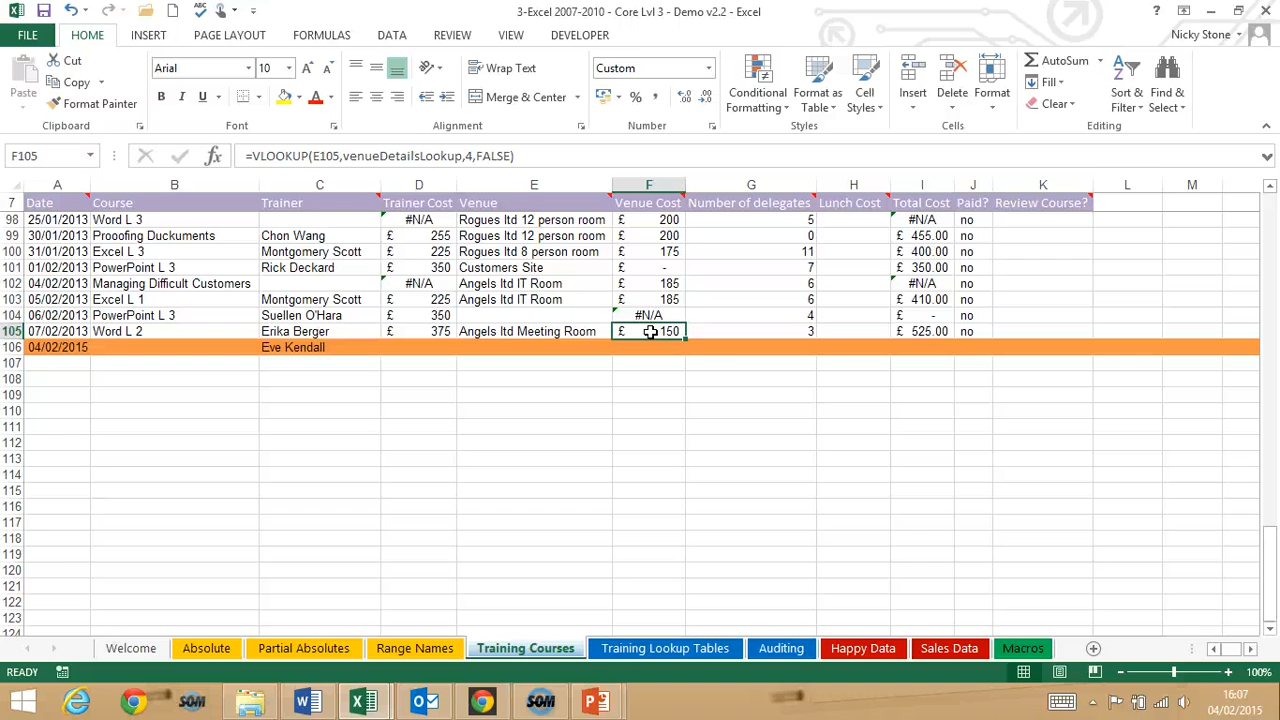 3-Excel 2007-2010 - Core Lvl 3 - Demo v2.2 - Excel
FILE HOME INSERT PAGE LAYOUT FORMULAS DATA REVIEW VIEW DEVELOPER Nicky Stone
Paste Cut Copy Format Painter
Arial 10 B I U
Wrap Text Merge & Center
Custom % ,
Conditional Formatting Format as Table Cell Styles
Insert Delete Format
AutoSum Fill Clear Sort & Filter Find & Select
Clipboard Font Alignment Number Styles Cells Editing
F105 fx =VLOOKUP(E105,venueDetailsLookup,4,FALSE)
A B C D E F G H I J K L M
7 Date Course Trainer Trainer Cost Venue Venue Cost Number of delegates Lunch Cost Total Cost Paid? Review Course?
98 25/01/2013 Word L 3 #N/A Rogues ltd 12 person room £ 200 5 #N/A no
99 30/01/2013 Prooofing Duckuments Chon Wang £ 255 Rogues ltd 12 person room £ 200 0 £ 455.00 no
100 31/01/2013 Excel L 3 Montgomery Scott £ 225 Rogues ltd 8 person room £ 175 11 £ 400.00 no
101 01/02/2013 PowerPoint L 3 Rick Deckard £ 350 Customers Site £ - 7 £ 350.00 no
102 04/02/2013 Managing Difficult Customers #N/A Angels ltd IT Room £ 185 6 #N/A no
103 05/02/2013 Excel L 1 Montgomery Scott £ 225 Angels ltd IT Room £ 185 6 £ 410.00 no
104 06/02/2013 PowerPoint L 3 Suellen O'Hara £ 350 #N/A 4 £ - no
105 07/02/2013 Word L 2 Erika Berger £ 375 Angels ltd Meeting Room £ 150 3 £ 525.00 no
106 04/02/2015 Eve Kendall
107
108
109
110
111
112
113
114
115
116
117
118
119
120
121
122
123
124
Welcome Absolute Partial Absolutes Range Names Training Courses Training Lookup Tables Auditing Happy Data Sales Data Macros
READY 100%
SOM SOM 16:07
04/02/2015